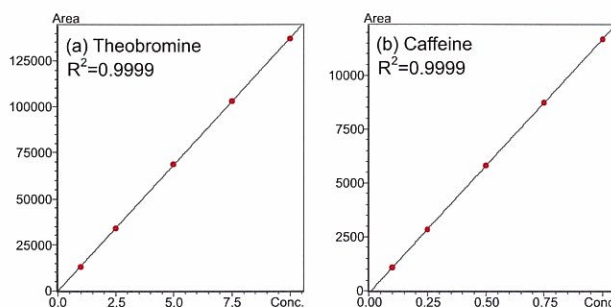 Area
(a) Theobromine
R²=0.9999
125000
100000
75000
50000
25000
0
0.0 2.5 5.0 7.5 Conc.
Area
(b) Caffeine
R²=0.9999
10000
7500
5000
2500
0
0.00 0.25 0.50 0.75 Conc.